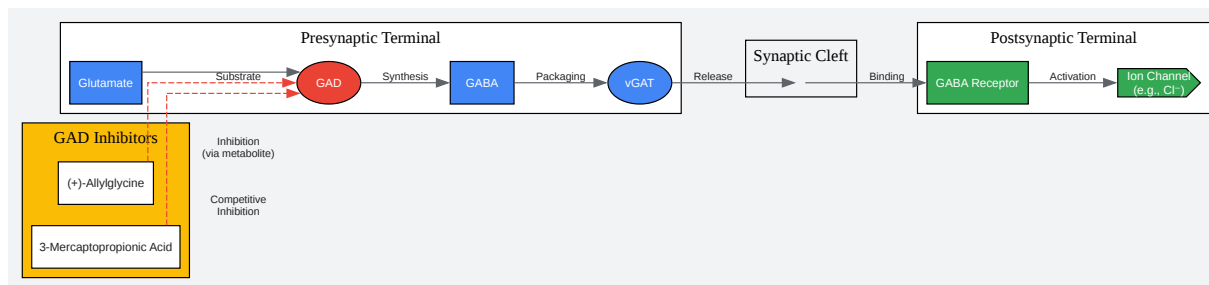 Presynaptic Terminal
Glutamate
Substrate
GAD
Synthesis
GABA
Packaging
vGAT
Release
Synaptic Cleft
Binding
Postsynaptic Terminal
GABA Receptor
Activation
Ion Channel
(e.g., Cl⁻)
GAD Inhibitors
(+)-Allylglycine
3-Mercaptopropionic Acid
Inhibition
(via metabolite)
Competitive
Inhibition